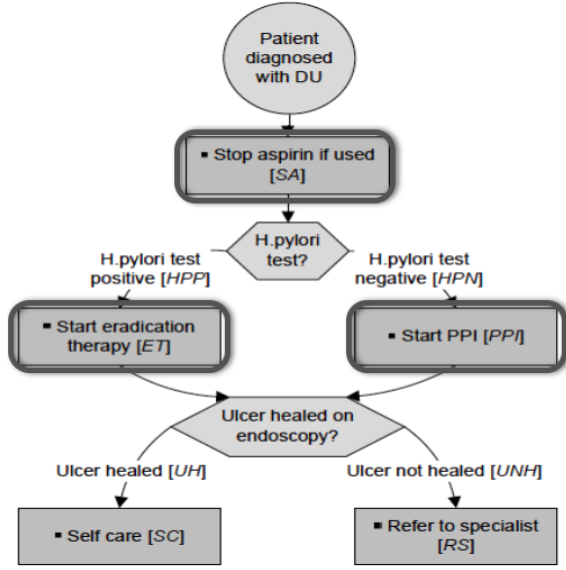 Patient
diagnosed
with DU
▪ Stop aspirin if used
[SA]
H.pylori
test?
H.pylori test
positive [HPP]
H.pylori test
negative [HPN]
▪ Start eradication
therapy [ET]
▪ Start PPI [PPI]
Ulcer healed on
endoscopy?
Ulcer healed [UH]
Ulcer not healed [UNH]
▪ Self care [SC]
▪ Refer to specialist
[RS]